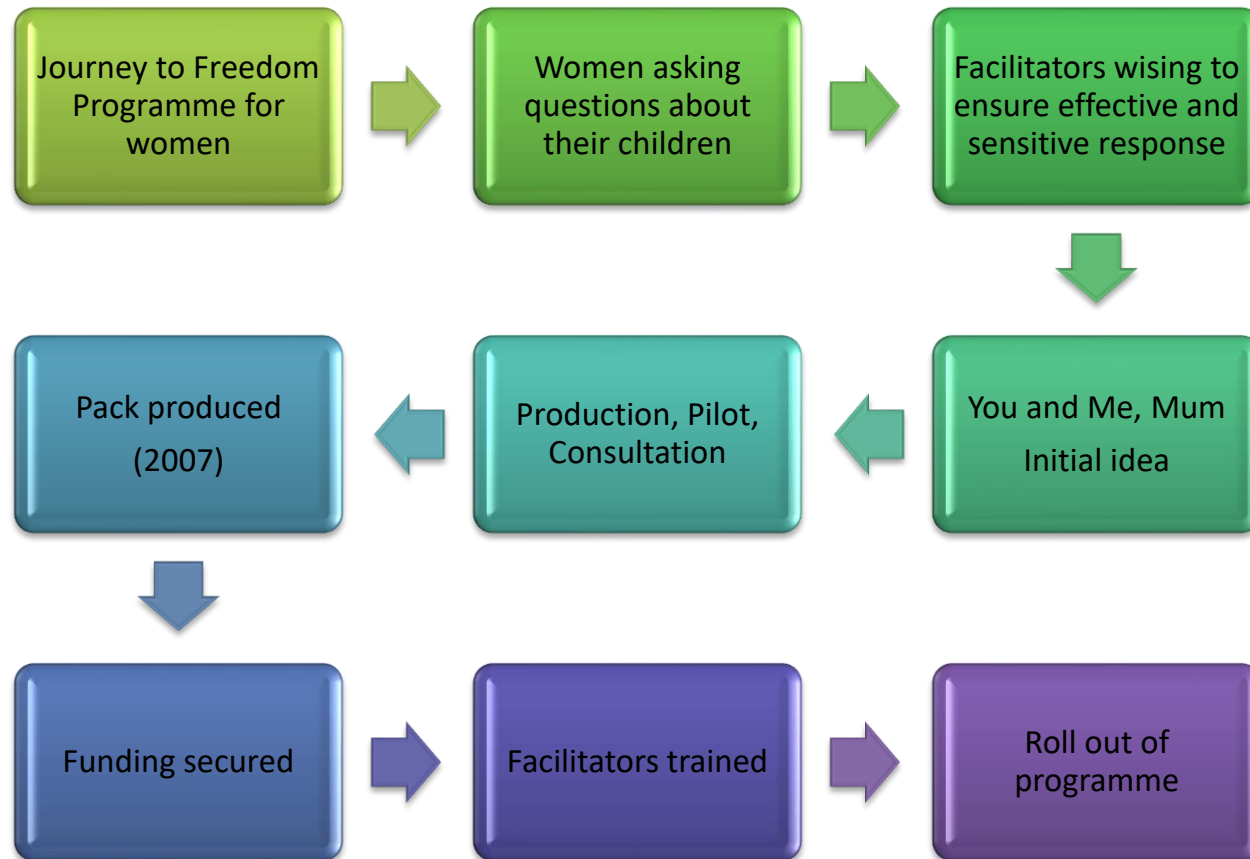 Journey to Freedom
Programme for
women
Women asking
questions about
their children
Facilitators wising to
ensure effective and
sensitive response
You and Me, Mum
Initial idea
Production, Pilot,
Consultation
Pack produced
(2007)
Funding secured
Facilitators trained
Roll out of
programme